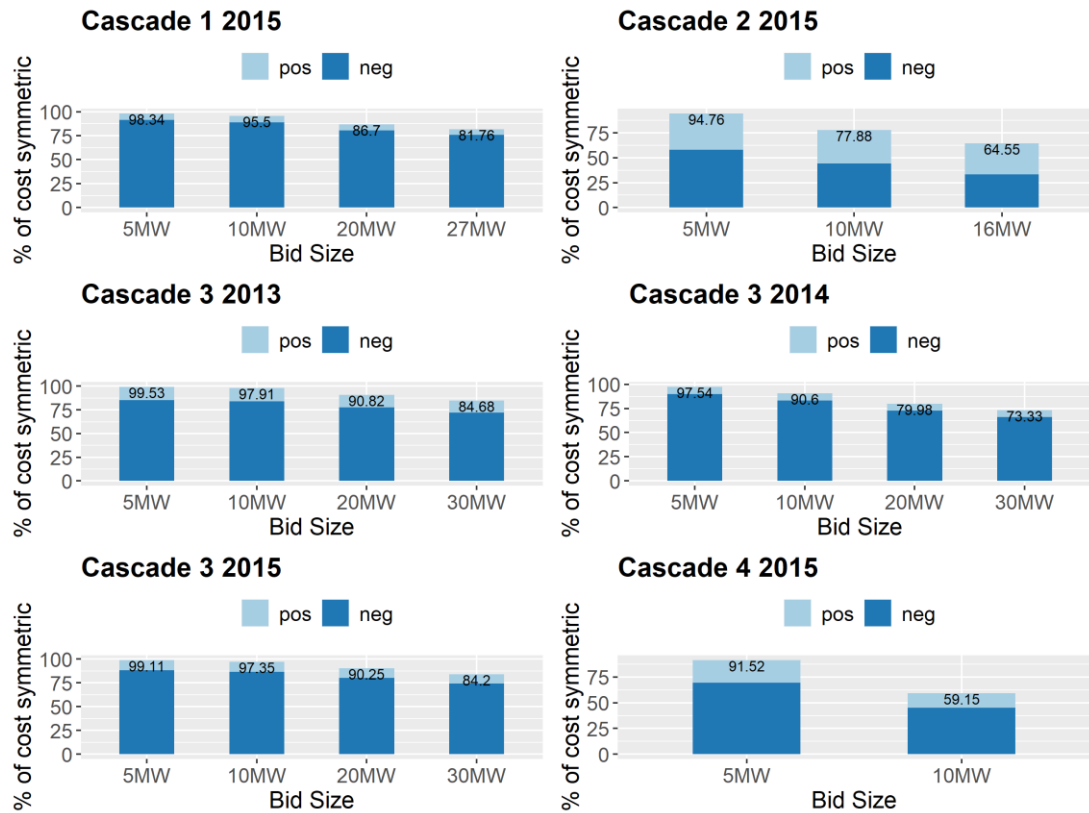 Cascade 1 2015
pos neg
% of cost symmetric
100
75
50
25
0
98.34 95.5 86.7 81.76
5MW 10MW 20MW 27MW
Bid Size
Cascade 2 2015
pos neg
% of cost symmetric
75
50
25
0
94.76 77.88 64.55
5MW 10MW 16MW
Bid Size
Cascade 3 2013
pos neg
% of cost symmetric
100
75
50
25
0
99.53 97.91 90.82 84.68
5MW 10MW 20MW 30MW
Bid Size
Cascade 3 2014
pos neg
% of cost symmetric
100
75
50
25
0
97.54 90.6 79.98 73.33
5MW 10MW 20MW 30MW
Bid Size
Cascade 3 2015
pos neg
% of cost symmetric
100
75
50
25
0
99.11 97.35 90.25 84.2
5MW 10MW 20MW 30MW
Bid Size
Cascade 4 2015
pos neg
% of cost symmetric
75
50
25
0
91.52 59.15
5MW 10MW
Bid Size